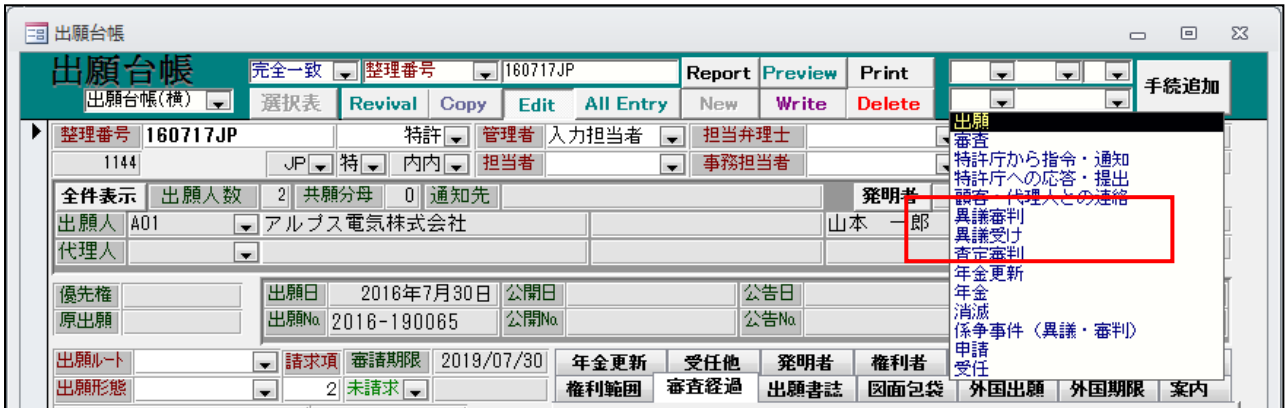 出願台帳
出願台帳 完全一致 整理番号 160717JP Report Preview Print 手続追加
出願台帳(横) 選択表 Revival Copy Edit All Entry New Write Delete
整理番号 160717JP 特許 管理者 入力担当者 担当弁理士
1144 JP 特 内内 担当者 事務担当者
全件表示 出願人数 2 共願分母 0 通知先 発明者
出願人 A01 アルプス電気株式会社 山本 一郎
代理人
優先権 出願日 2016年7月30日 公開日 公告日
原出願 出願No. 2016-190065 公開No. 公告No.
出願ルート 請求項 審請期限 2019/07/30 年金更新 受任他 発明者 権利者
出願形態 2 未請求 権利範囲 審査経過 出願書誌 図面包袋 外国出願 外国期限 案内
出願
審査
特許庁から指令・通知
特許庁への応答・提出
顧客・代理人との連絡
異議審判
異議受け
査定審判
年金更新
年金
消滅
係争事件（異議・審判）
申請
受任